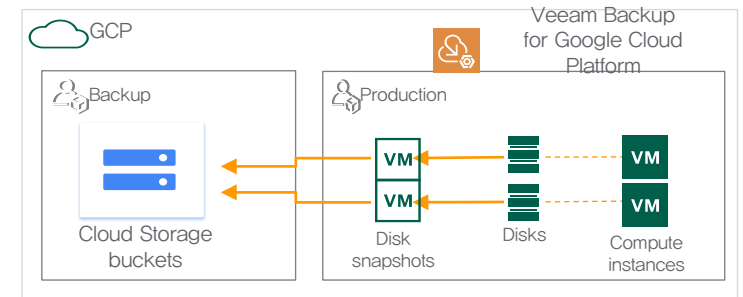 GCP
Veeam Backup
for Google Cloud
Platform
Backup
Production
VM
VM
VM
VM
Cloud Storage
buckets
Disk
snapshots
Disks
Compute
instances